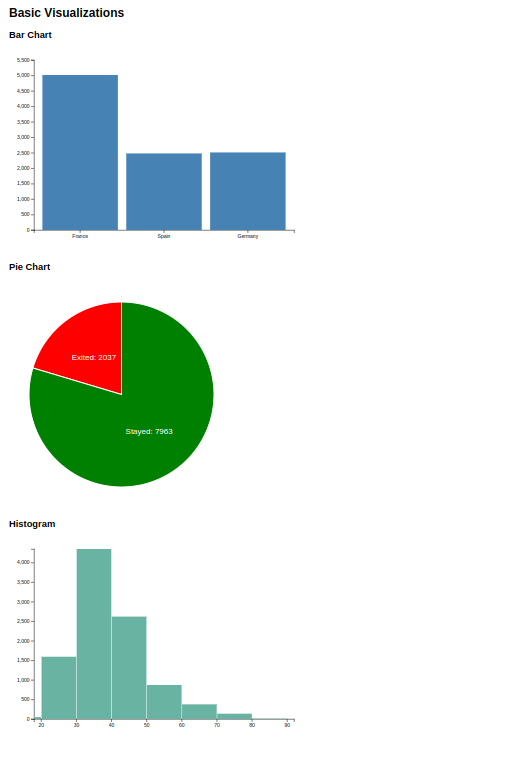 Basic Visualizations
Bar Chart
5,500
5,000
4,500
4,000
3,500
3,000
2,500
2,000
1,500
1,000
500
0
France Spain Germany
Pie Chart
Exited: 2037
Stayed: 7963
Histogram
4,000
3,500
3,000
2,500
2,000
1,500
1,000
500
0
20 30 40 50 60 70 80 90